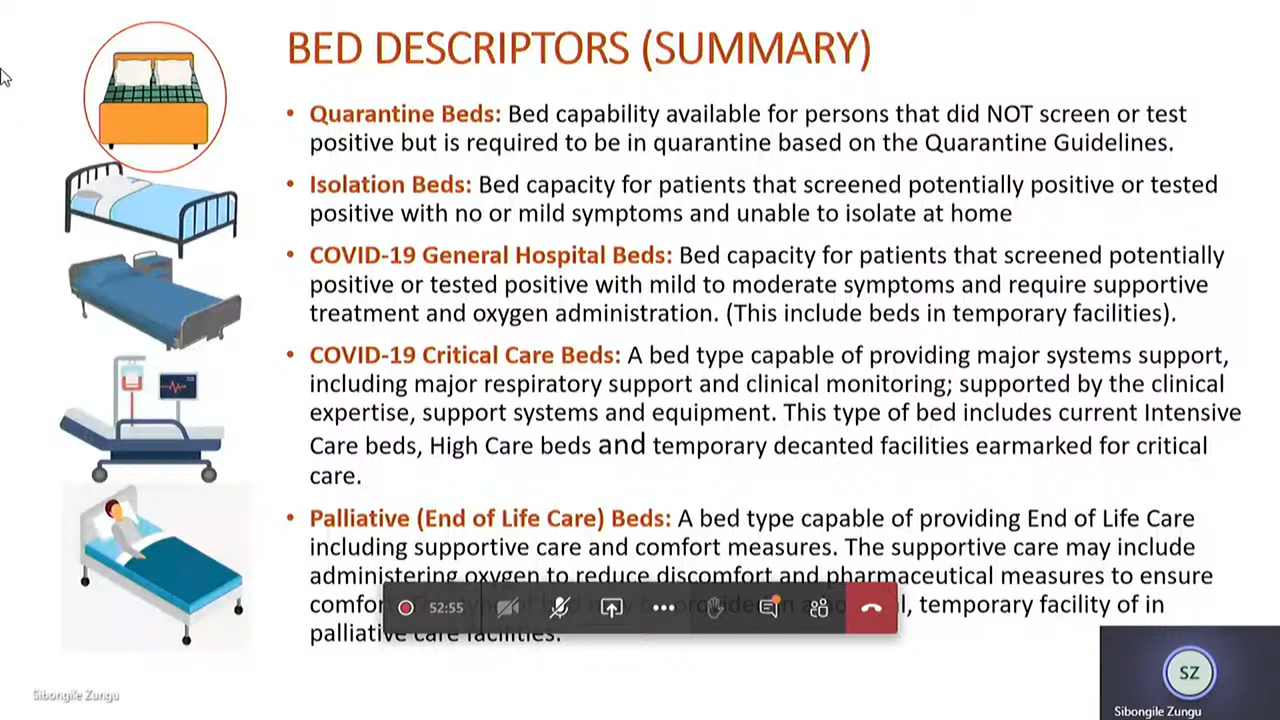 BED DESCRIPTORS (SUMMARY)
• Quarantine Beds: Bed capability available for persons that did NOT screen or test
positive but is required to be in quarantine based on the Quarantine Guidelines.
• Isolation Beds: Bed capacity for patients that screened potentially positive or tested
positive with no or mild symptoms and unable to isolate at home
• COVID-19 General Hospital Beds: Bed capacity for patients that screened potentially
positive or tested positive with mild to moderate symptoms and require supportive
treatment and oxygen administration. (This include beds in temporary facilities).
• COVID-19 Critical Care Beds: A bed type capable of providing major systems support,
including major respiratory support and clinical monitoring; supported by the clinical
expertise, support systems and equipment. This type of bed includes current Intensive
Care beds, High Care beds and temporary decanted facilities earmarked for critical
care.
• Palliative (End of Life Care) Beds: A bed type capable of providing End of Life Care
including supportive care and comfort measures. The supportive care may include
administering oxygen to reduce discomfort and pharmaceutical measures to ensure
temporary facility of in
palliative care facilities.
52:55
SZ
Sibongile Zungu
Sibongile Zungu